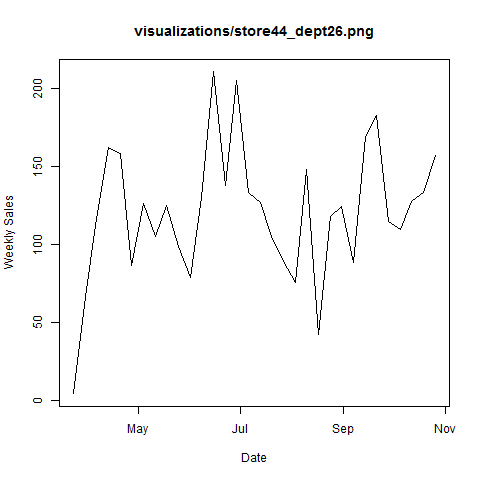 visualizations/store44_dept26.png
200
150
100
50
0
Weekly Sales
May
Jul
Sep
Nov
Date